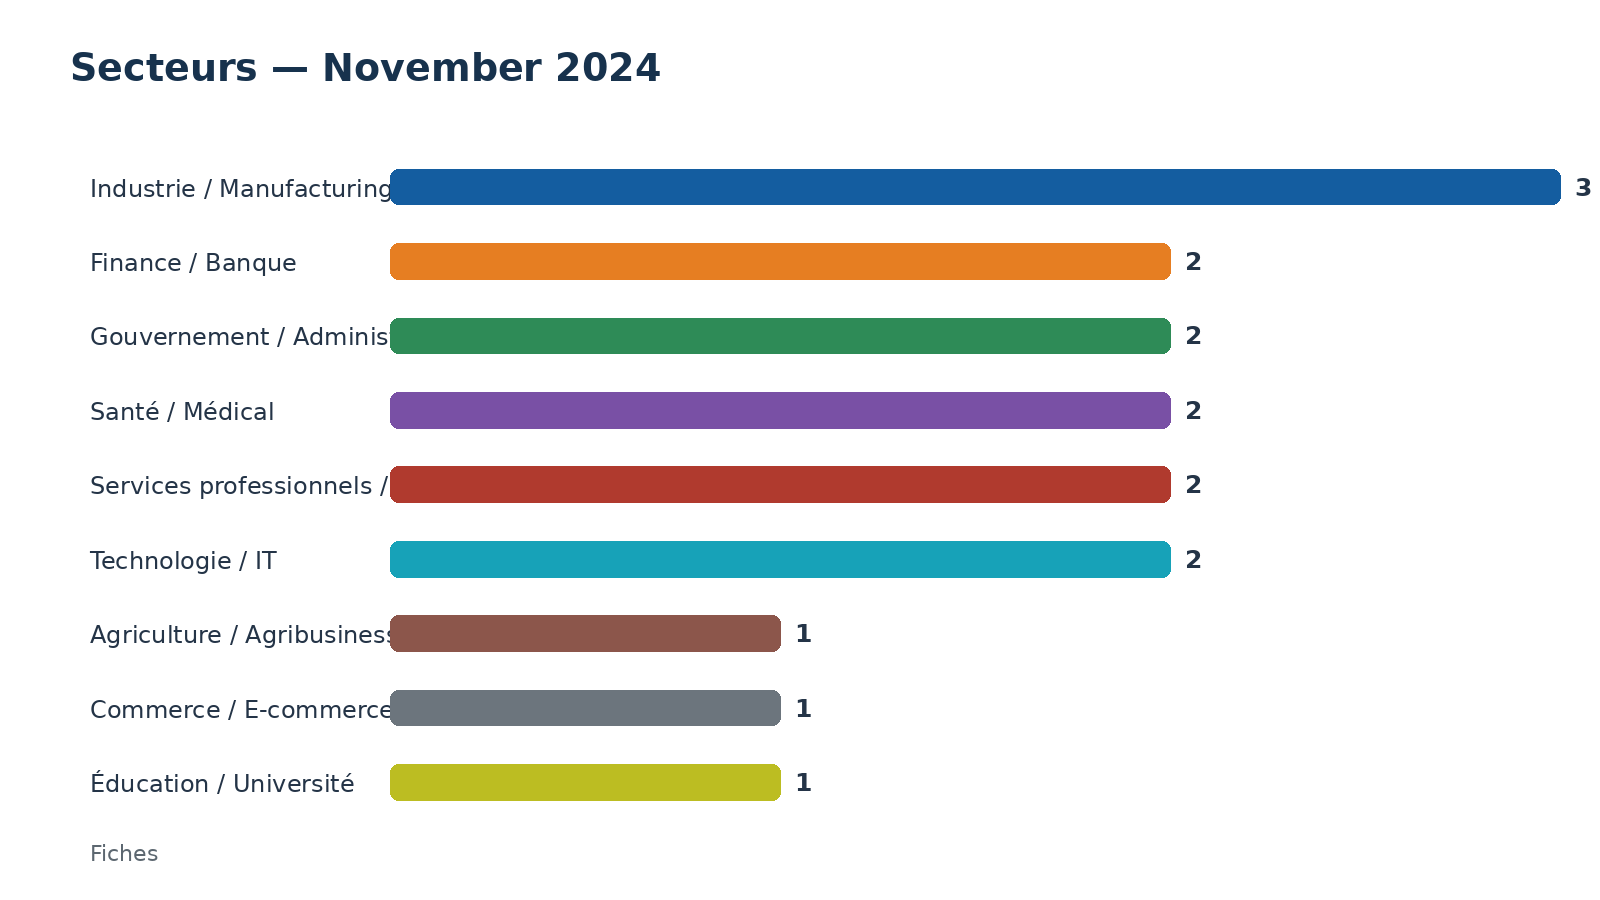 Secteurs — November 2024
Industrie / Manufacturing 3
Finance / Banque 2
Gouvernement / Adminis 2
Santé / Médical 2
Services professionnels / 2
Technologie / IT 2
Agriculture / Agribusiness 1
Commerce / E-commerce 1
Éducation / Université 1
Fiches